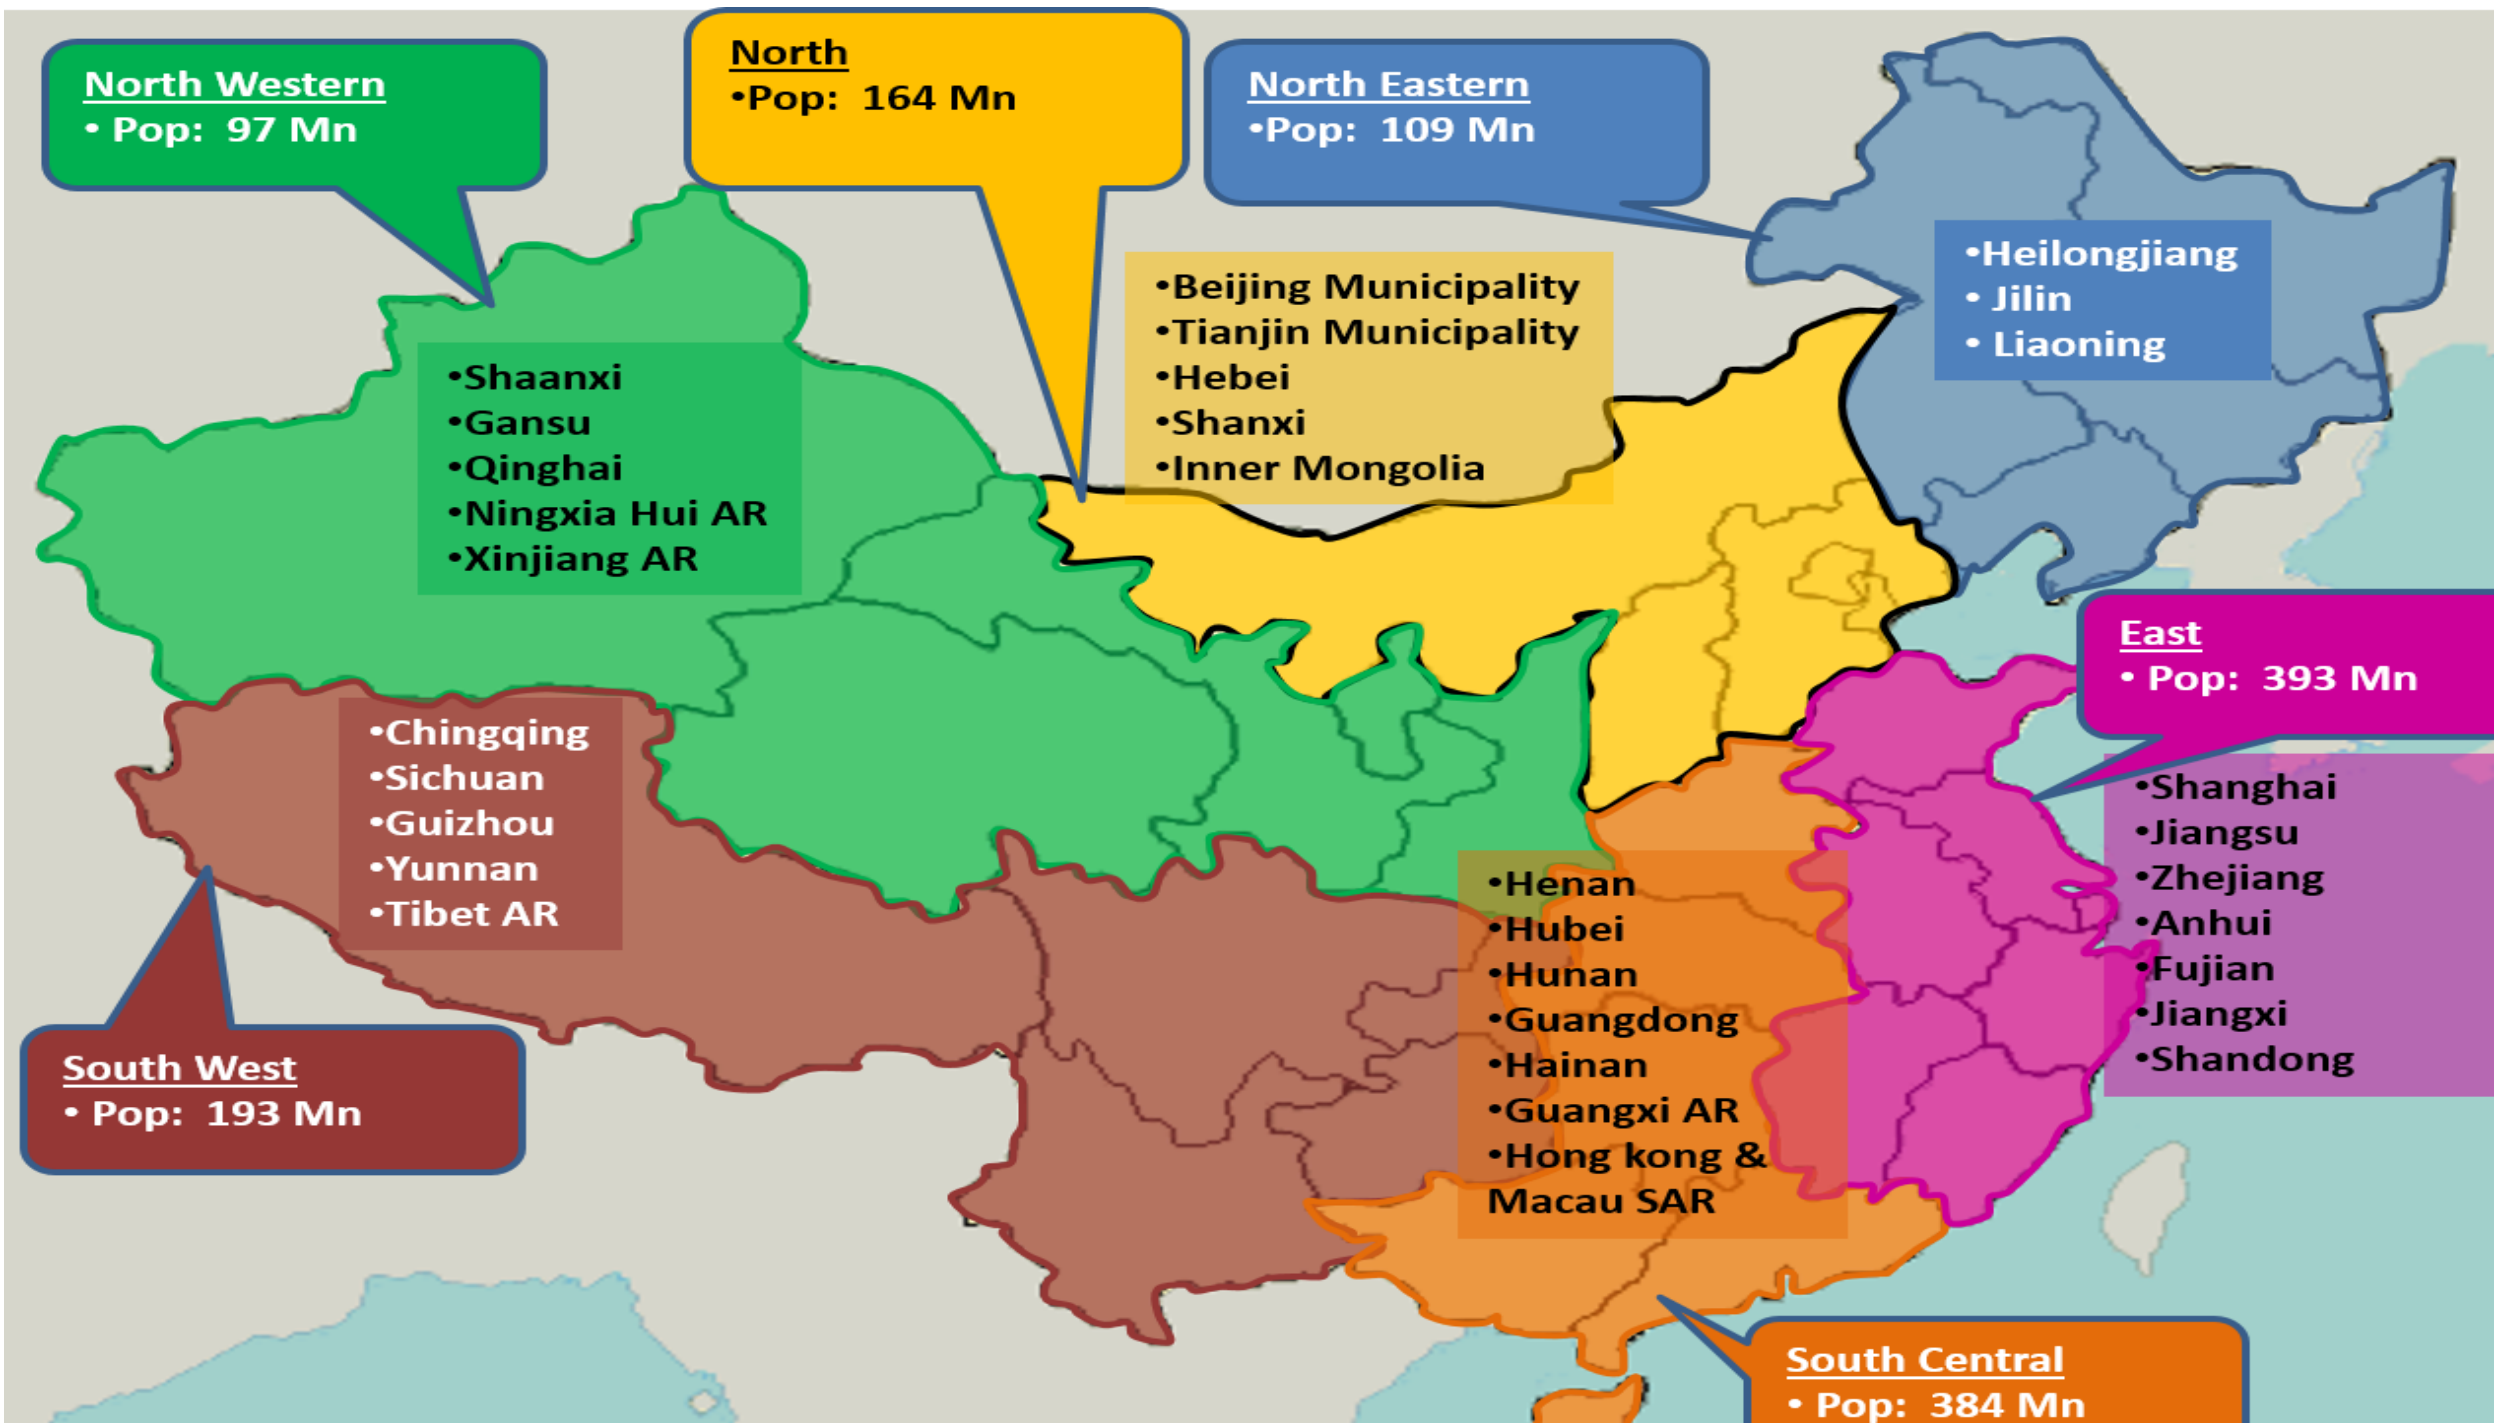 North Western
• Pop: 97 Mn
North
•Pop: 164 Mn
North Eastern
•Pop: 109 Mn
•Heilongjiang
• Jilin
• Liaoning
•Beijing Municipality
•Tianjin Municipality
•Hebei
•Shanxi
•Inner Mongolia
•Shaanxi
•Gansu
•Qinghai
•Ningxia Hui AR
•Xinjiang AR
East
• Pop: 393 Mn
•Shanghai
•Jiangsu
•Zhejiang
•Anhui
•Fujian
•Jiangxi
•Shandong
•Chingqing
•Sichuan
•Guizhou
•Yunnan
•Tibet AR
•Henan
•Hubei
•Hunan
•Guangdong
•Hainan
•Guangxi AR
•Hong kong &
Macau SAR
South West
• Pop: 193 Mn
South Central
• Pop: 384 Mn